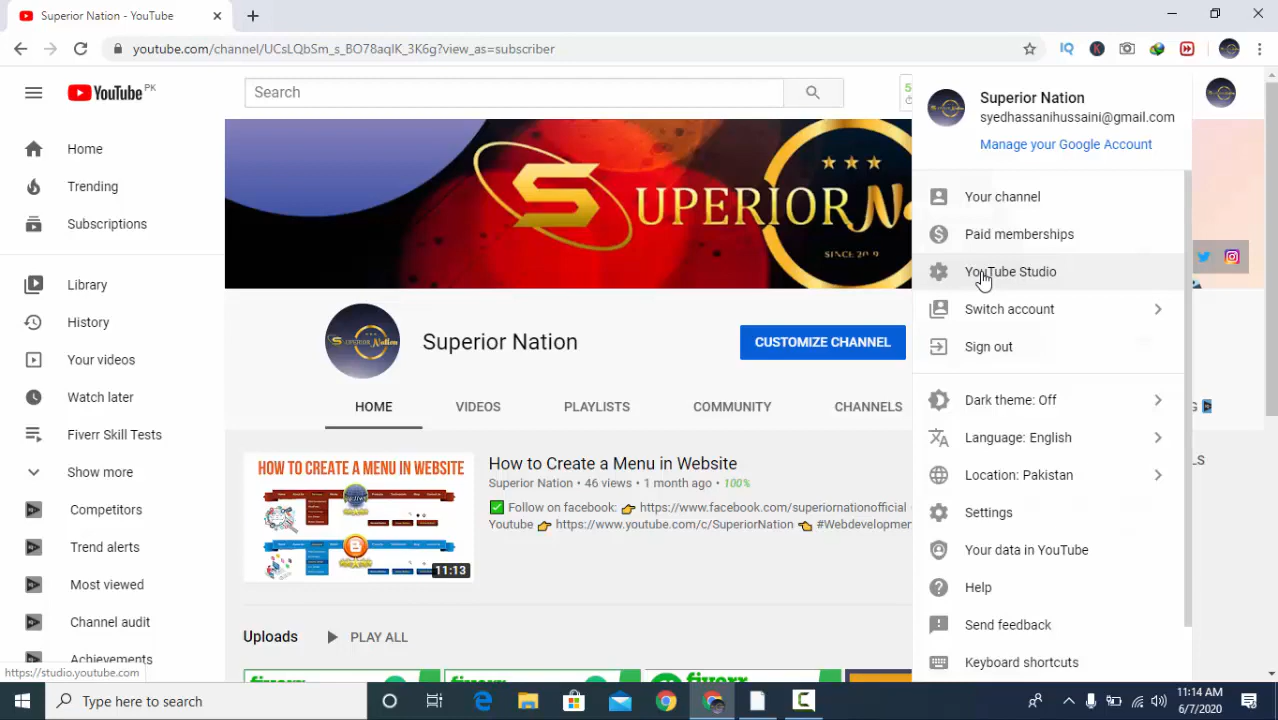 Superior Nation - YouTube
youtube.com/channel/UCsLQbSm_s_BO78aqIK_3K6g?view_as=subscriber
YouTube PK
Search
Home
Trending
Subscriptions
Library
History
Your videos
Watch later
Fiverr Skill Tests
Show more
Competitors
Trend alerts
Most viewed
Channel audit
Achievements
https://studio.youtube.com
SUPERIOR
SINCE 2019
Superior Nation
CUSTOMIZE CHANNEL
HOME
VIDEOS
PLAYLISTS
COMMUNITY
CHANNELS
HOW TO CREATE A MENU IN WEBSITE
11:13
How to Create a Menu in Website
Superior Nation • 46 views • 1 month ago • 100%
✅ Follow on facebook: 👉 https://www.facebook.com/superiornationofficial
Youtube 👉 https://www.youtube.com/c/SuperiorNation 👈 #Webdevelopmen
Uploads
PLAY ALL
fiverr
fiverr
fiverr
Superior Nation
syedhassanihussaini@gmail.com
Manage your Google Account
Your channel
Paid memberships
YouTube Studio
Switch account
Sign out
Dark theme: Off
Language: English
Location: Pakistan
Settings
Your data in YouTube
Help
Send feedback
Keyboard shortcuts
Type here to search
11:14 AM
6/7/2020